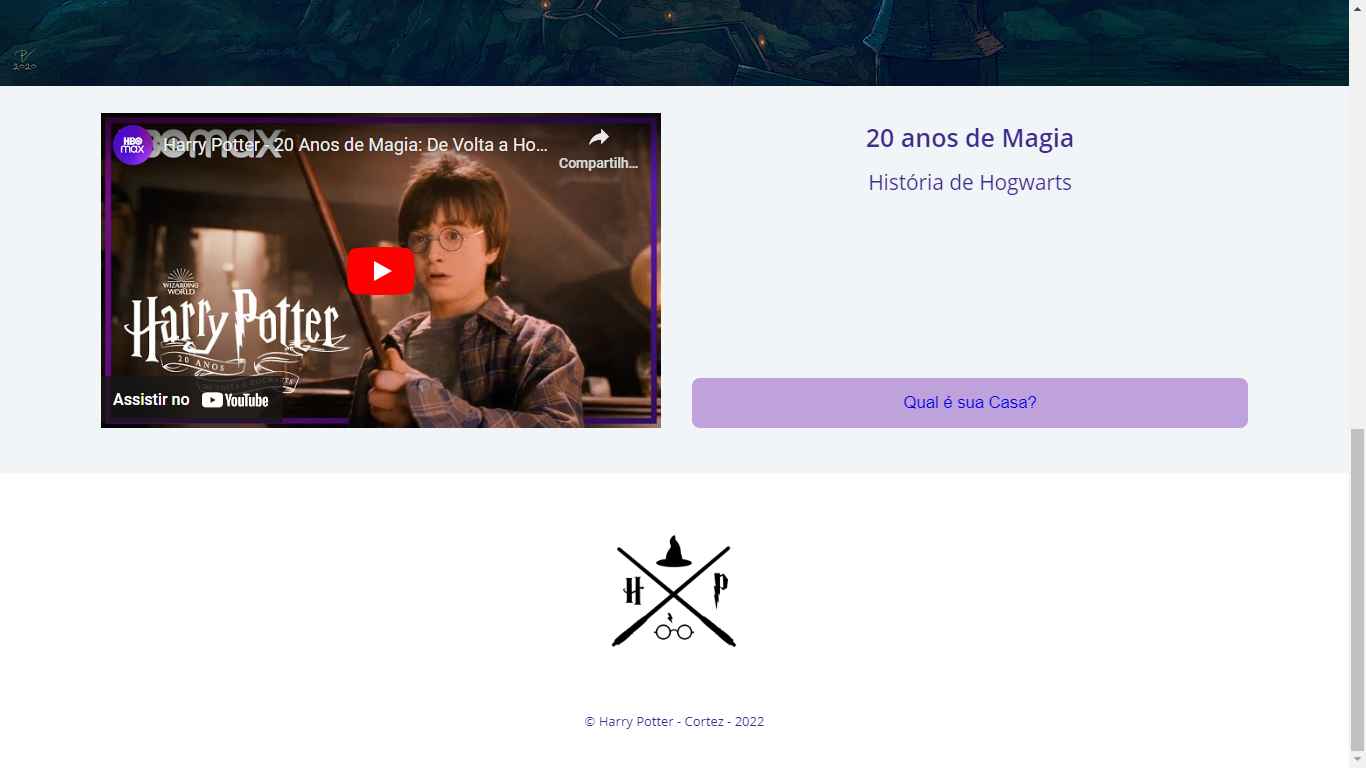 2020
HBO max
HBOmax
Harry Potter - 20 Anos de Magia: De Volta a Ho...
Compartilh...
WIZARDING
WORLD
Harry Potter
20 ANOS
DE VOLTA A HOGWARTS
Assistir no YouTube
20 anos de Magia
História de Hogwarts
Qual é sua Casa?
H P
© Harry Potter - Cortez - 2022